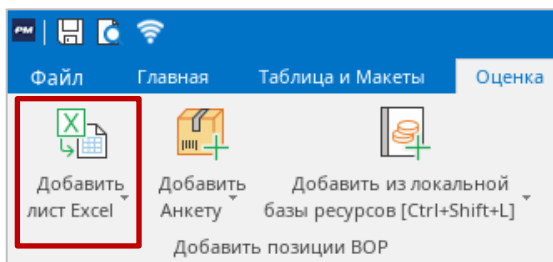 PM
Файл Главная Таблица и Макеты Оценка
Добавить лист Excel
Добавить Анкету
Добавить из локальной базы ресурсов [Ctrl+Shift+L]
Добавить позиции ВОР